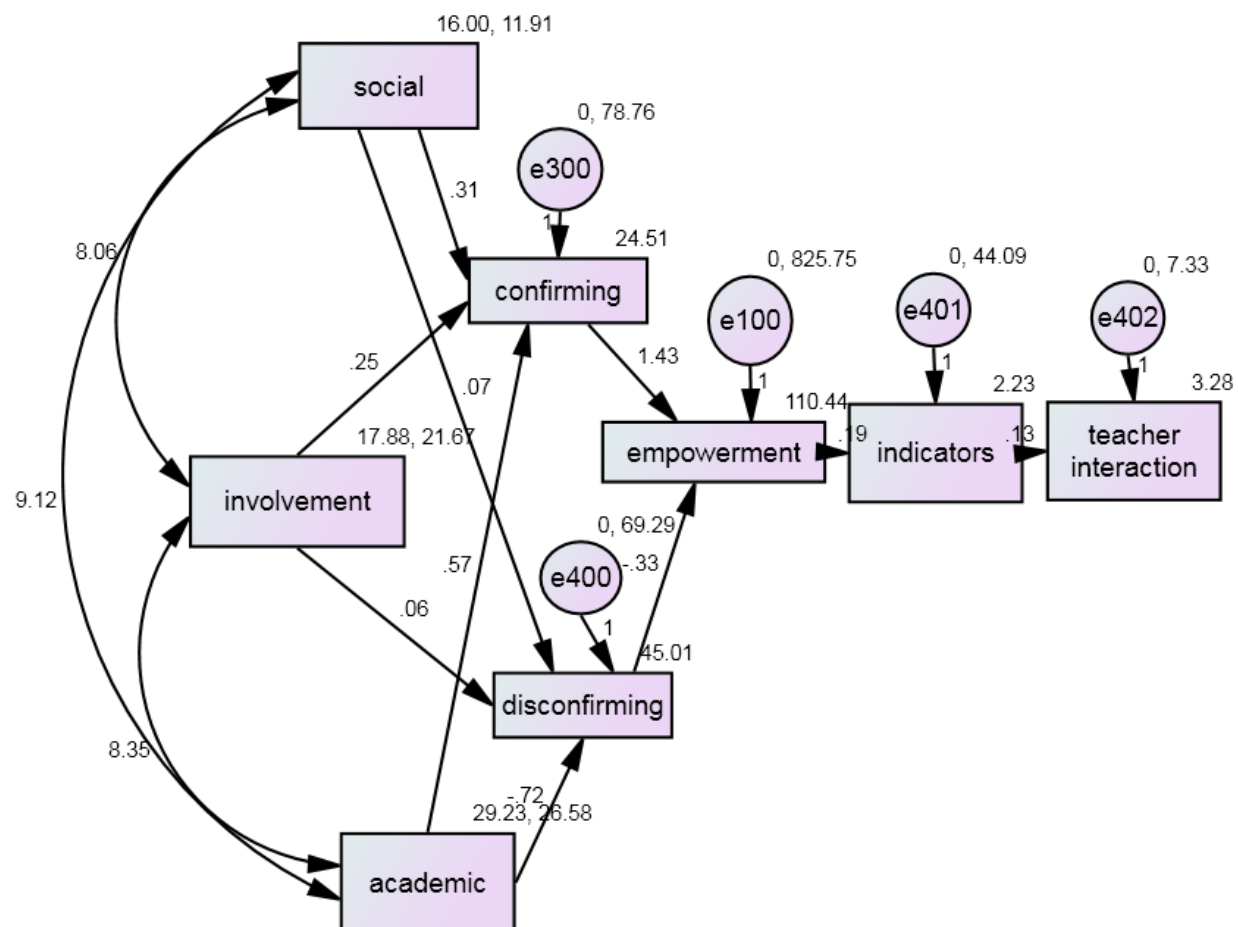 16.00, 11.91
social
0, 78.76
e300
1
.31
24.51
8.06
confirming
0, 825.75
e100
1
0, 44.09
e401
1
0, 7.33
e402
1
.25
1.43
.07
2.23
3.28
110.44
17.88, 21.67
empowerment
.19
indicators
.13
teacher
interaction
involvement
9.12
0, 69.29
e400
-.33
.57
.06
1
45.01
disconfirming
8.35
-.72
29.23, 26.58
academic